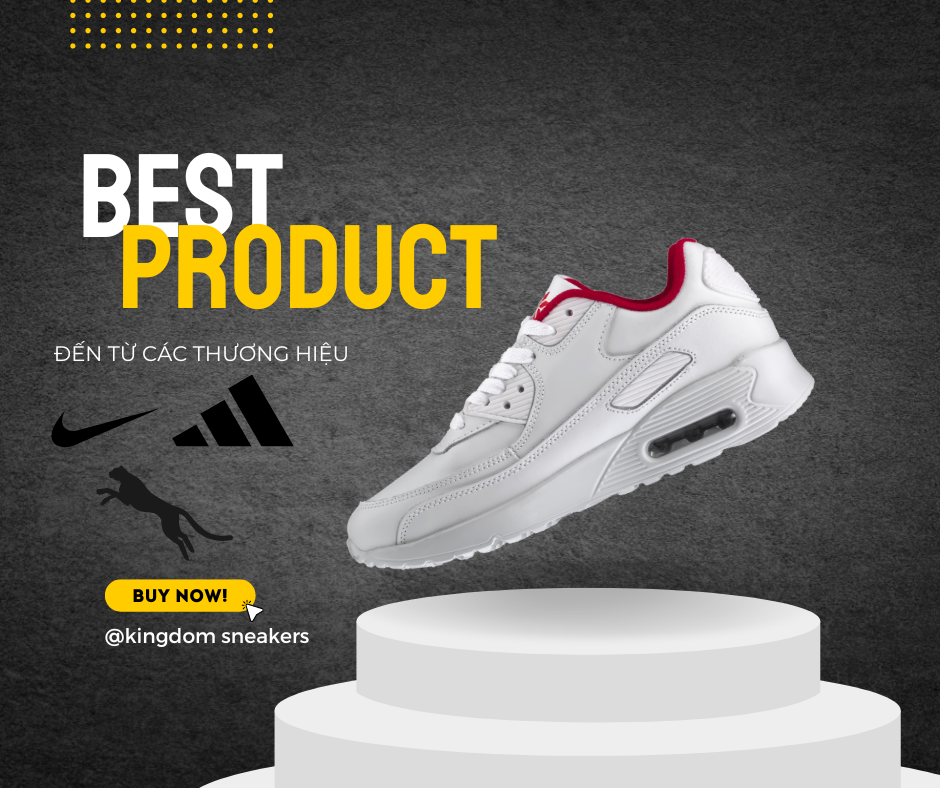 BEST
PRODUCT
ĐẾN TỪ CÁC THƯƠNG HIỆU
BUY NOW!
@kingdom sneakers